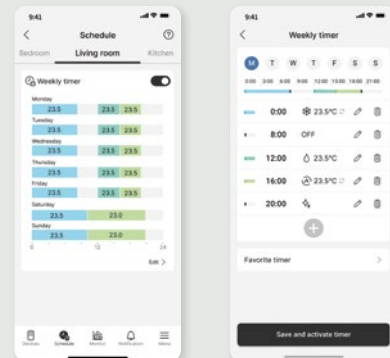 9:41
Schedule
Bedroom Living room Kitchen
Weekly timer
Monday
23.5 23.5 23.5
Tuesday
23.5 23.5 23.5
Wednesday
23.5 23.5 23.5
Thursday
23.5 23.5 23.5
Friday
23.5 23.5 23.5
Saturday
23.5 23.0
Sunday
23.5 23.0
0 12 24
Edit
Devices Schedule Monitor Notification Menu
9:41
Weekly timer
M T W T F S S
0:00 3:00 6:00 9:00 12:00 15:00 18:00 21:00
0:00 23.5°C
8:00 OFF
12:00 23.5°C
16:00 23.5°C
20:00
Favorite timer
Save and activate timer